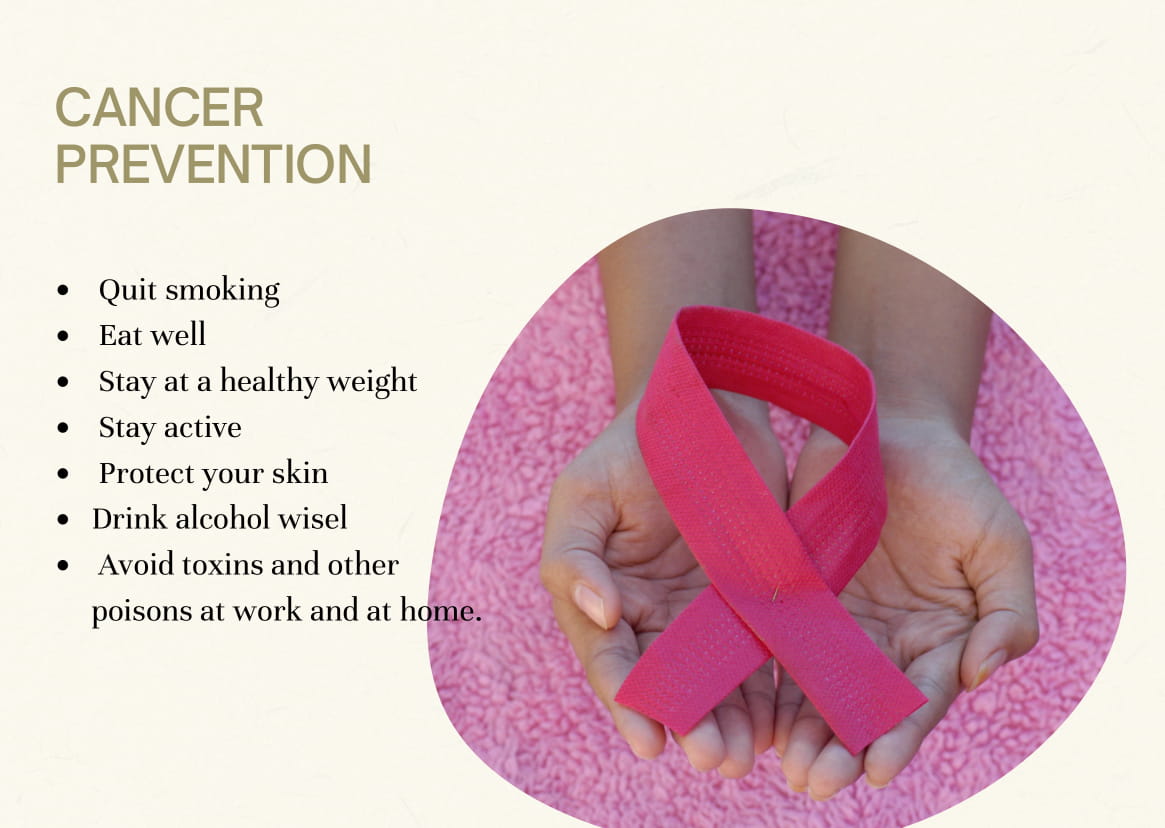 CANCER
PREVENTION
• Quit smoking
• Eat well
• Stay at a healthy weight
• Stay active
• Protect your skin
• Drink alcohol wisel
• Avoid toxins and other
poisons at work and at home.